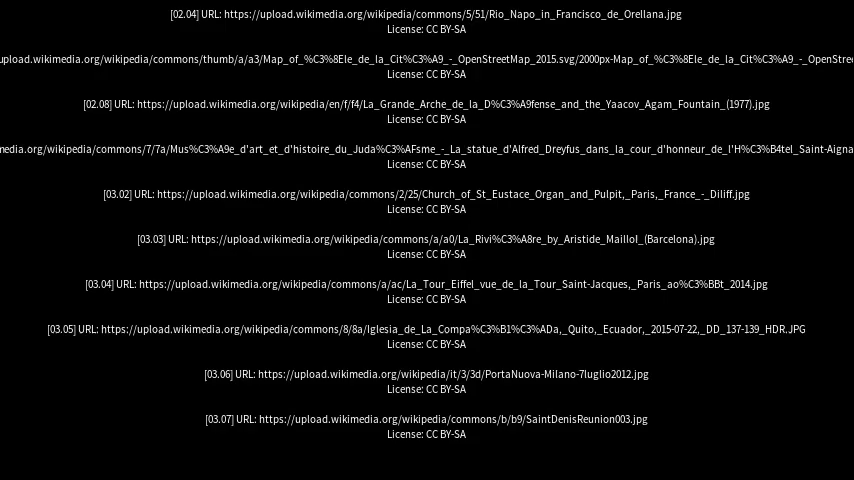 [02.04] URL: https://upload.wikimedia.org/wikipedia/commons/5/51/Rio_Napo_in_Francisco_de_Orellana.jpg
License: CC BY-SA
upload.wikimedia.org/wikipedia/commons/thumb/a/a3/Map_of_%C3%8Ele_de_la_Cit%C3%A9_-_OpenStreetMap_2015.svg/2000px-Map_of_%C3%8Ele_de_la_Cit%C3%A9_-_OpenStree
License: CC BY-SA
[02.08] URL: https://upload.wikimedia.org/wikipedia/en/f/f4/La_Grande_Arche_de_la_D%C3%A9fense_and_the_Yaacov_Agam_Fountain_(1977).jpg
License: CC BY-SA
media.org/wikipedia/commons/7/7a/Mus%C3%A9e_d'art_et_d'histoire_du_Juda%C3%AFsme_-_La_statue_d'Alfred_Dreyfus_dans_la_cour_d'honneur_de_l'H%C3%B4tel_Saint-Aigna
License: CC BY-SA
[03.02] URL: https://upload.wikimedia.org/wikipedia/commons/2/25/Church_of_St_Eustace_Organ_and_Pulpit,_Paris,_France_-_Diliff.jpg
License: CC BY-SA
[03.03] URL: https://upload.wikimedia.org/wikipedia/commons/a/a0/La_Rivi%C3%A8re_by_Aristide_Maillol_(Barcelona).jpg
License: CC BY-SA
[03.04] URL: https://upload.wikimedia.org/wikipedia/commons/a/ac/La_Tour_Eiffel_vue_de_la_Tour_Saint-Jacques,_Paris_ao%C3%BBt_2014.jpg
License: CC BY-SA
[03.05] URL: https://upload.wikimedia.org/wikipedia/commons/8/8a/Iglesia_de_La_Compa%C3%B1%C3%ADa,_Quito,_Ecuador,_2015-07-22,_DD_137-139_HDR.JPG
License: CC BY-SA
[03.06] URL: https://upload.wikimedia.org/wikipedia/it/3/3d/PortaNuova-Milano-7luglio2012.jpg
License: CC BY-SA
[03.07] URL: https://upload.wikimedia.org/wikipedia/commons/b/b9/SaintDenisReunion003.jpg
License: CC BY-SA